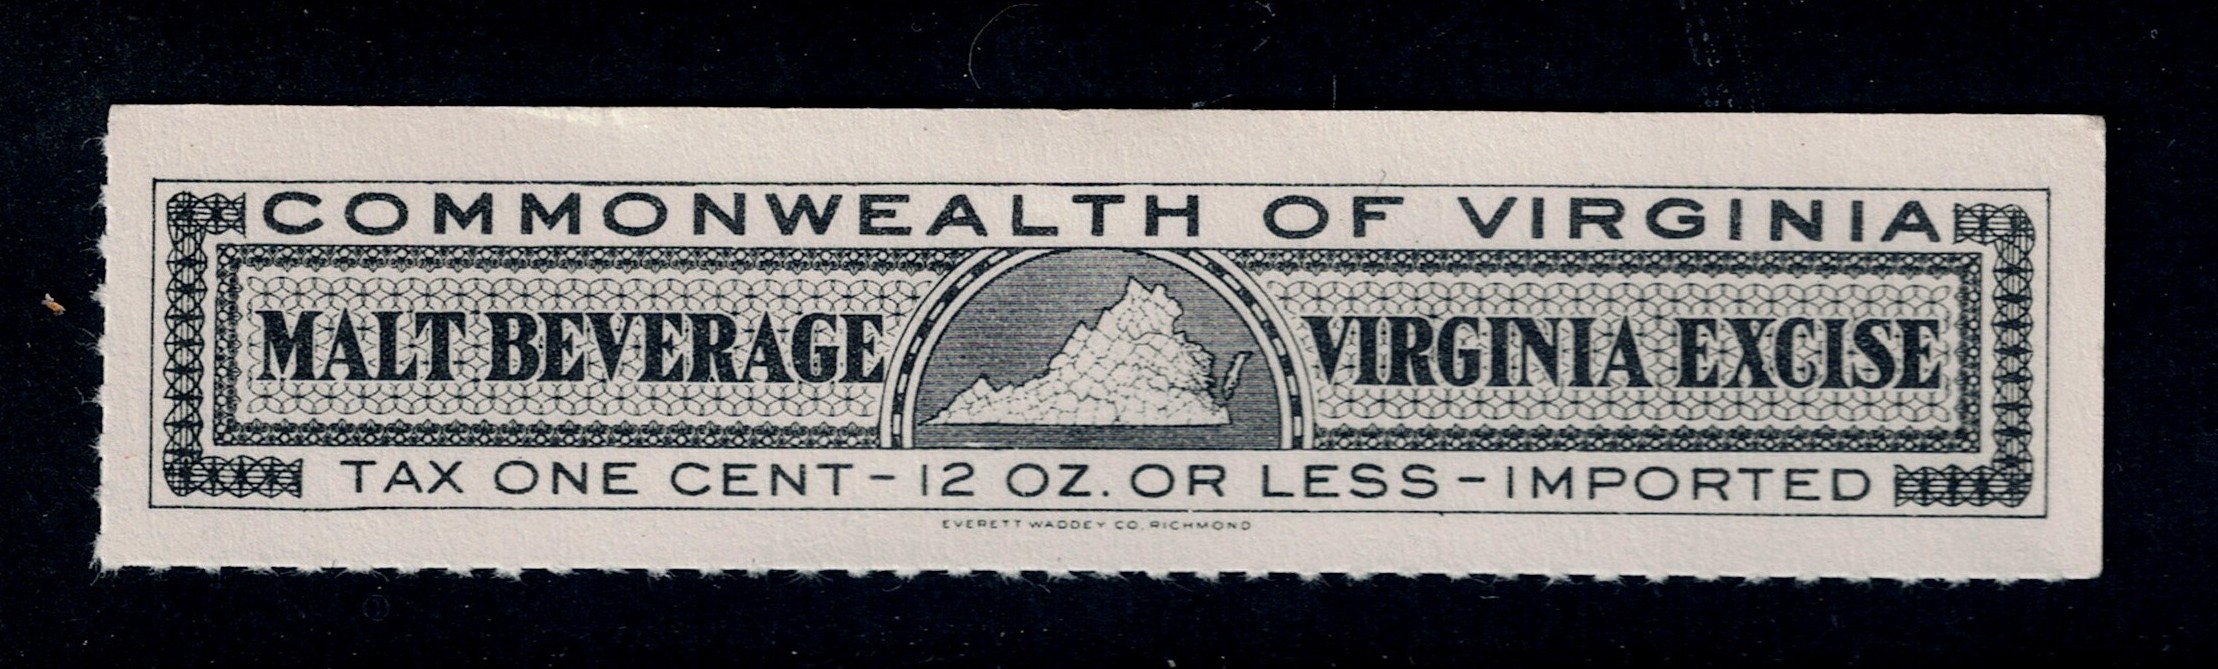 COMMONWEALTH OF VIRGINIA
MALT BEVERAGE VIRGINIA EXCISE
TAX ONE CENT-12 OZ. OR LESS-IMPORTED
EVERETT WADDEY CO. RICHMOND